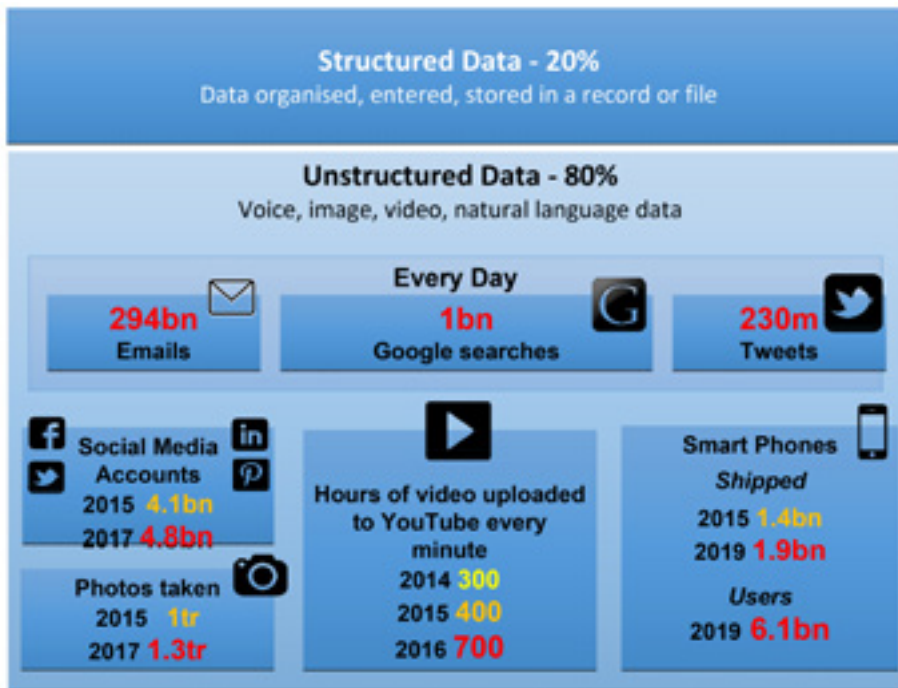 Structured Data - 20%
Data organised, entered, stored in a record or file
Unstructured Data - 80%
Voice, image, video, natural language data
Every Day
294bn
Emails
1bn
Google searches
230m
Tweets
Social Media
Accounts
2015 4.1bn
2017 4.8bn
Photos taken
2015 1tr
2017 1.3tr
Hours of video uploaded
to YouTube every
minute
2014 300
2015 400
2016 700
Smart Phones
Shipped
2015 1.4bn
2019 1.9bn
Users
2019 6.1bn